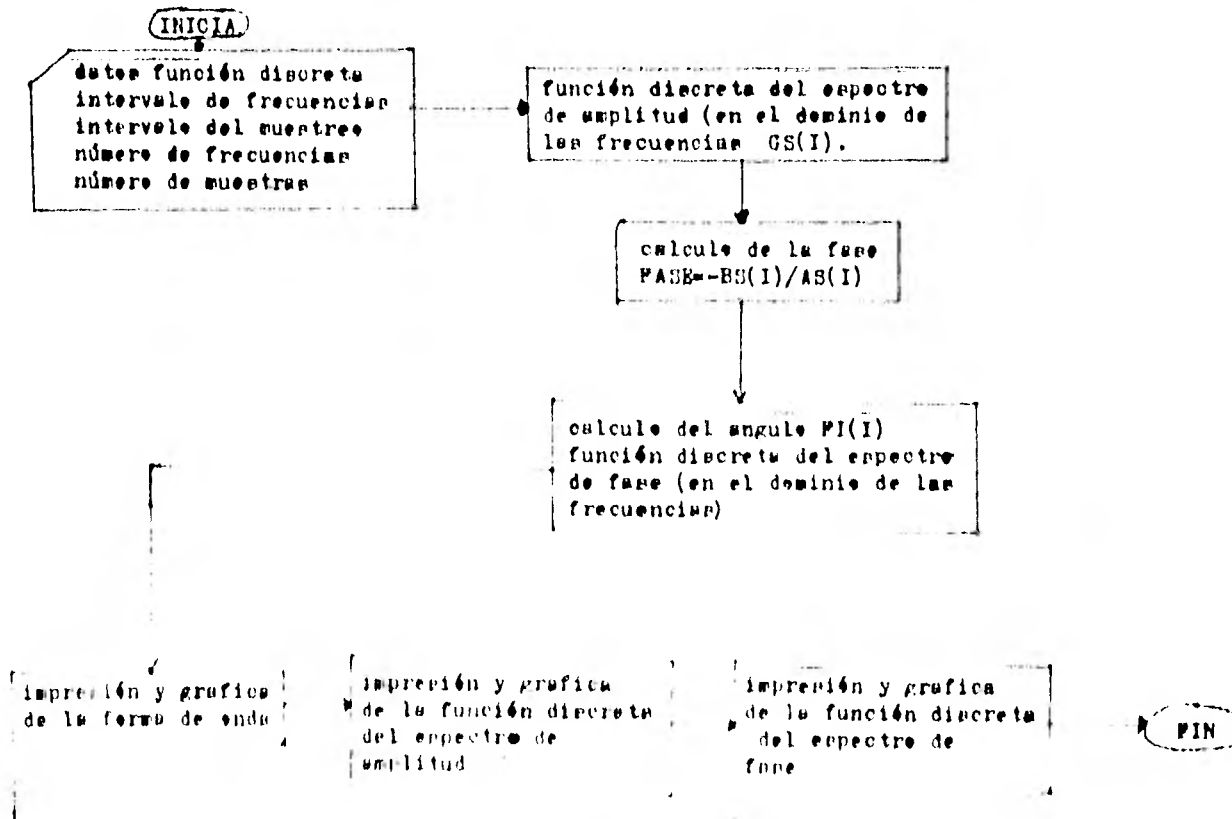 INICIA
datos función discreta
intervalo de frecuencias
intervalo del muestreo
número de frecuencias
número de muestras
función discreta del espectro
de amplitud (en el dominio de
las frecuencias GS(I).
calculo de la fase
FASE=-BS(I)/AS(I)
calculo del angulo FI(I)
función discreta del espectro
de fase (en el dominio de las
frecuencias)
impresión y grafica
de la forma de onda
impresión y grafica
de la función discreta
del espectro de
amplitud
impresión y grafica
de la función discreta
del espectro de
fase
FIN